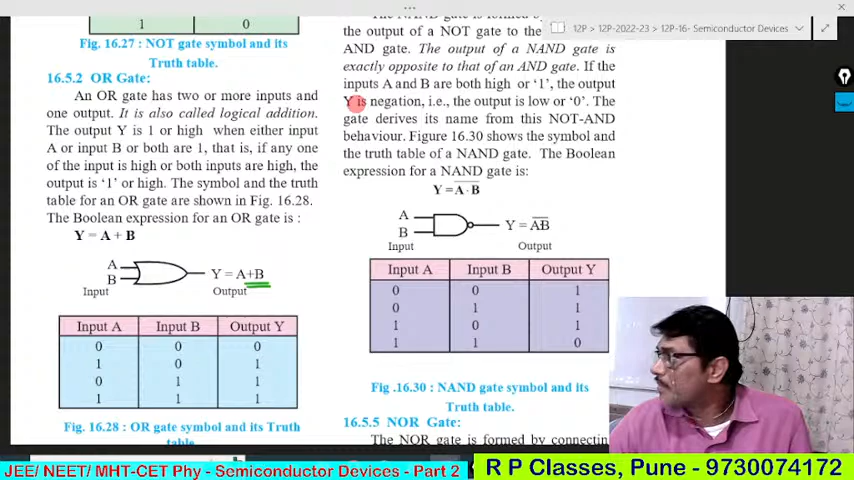 12P > 12P-2022-23 > 12P-16- Semiconductor Devices
1 0
Fig. 16.27 : NOT gate symbol and its
Truth table.
16.5.2 OR Gate:
An OR gate has two or more inputs and
one output. It is also called logical addition.
The output Y is 1 or high when either input
A or input B or both are 1, that is, if any one
of the input is high or both inputs are high, the
output is ‘1’ or high. The symbol and the truth
table for an OR gate are shown in Fig. 16.28.
The Boolean expression for an OR gate is :
Y = A + B
A
B
Y = A+B
Input Output
Input A Input B Output Y
0 0 0
1 0 1
0 1 1
1 1 1
Fig. 16.28 : OR gate symbol and its Truth
table.
The NAND gate is formed by
the output of a NOT gate to the
AND gate. The output of a NAND gate is
exactly opposite to that of an AND gate. If the
inputs A and B are both high or ‘1’, the output
Y is negation, i.e., the output is low or ‘0’. The
gate derives its name from this NOT-AND
behaviour. Figure 16.30 shows the symbol and
the truth table of a NAND gate. The Boolean
expression for a NAND gate is:
Y = A̅ ̅·̅ ̅B̅
A
B
Y = A̅B̅
Input Output
Input A Input B Output Y
0 0 1
0 1 1
1 0 1
1 1 0
Fig .16.30 : NAND gate symbol and its
Truth table.
16.5.5 NOR Gate:
The NOR gate is formed by connecting
JEE/ NEET/ MHT-CET Phy - Semiconductor Devices - Part 2
R P Classes, Pune - 9730074172